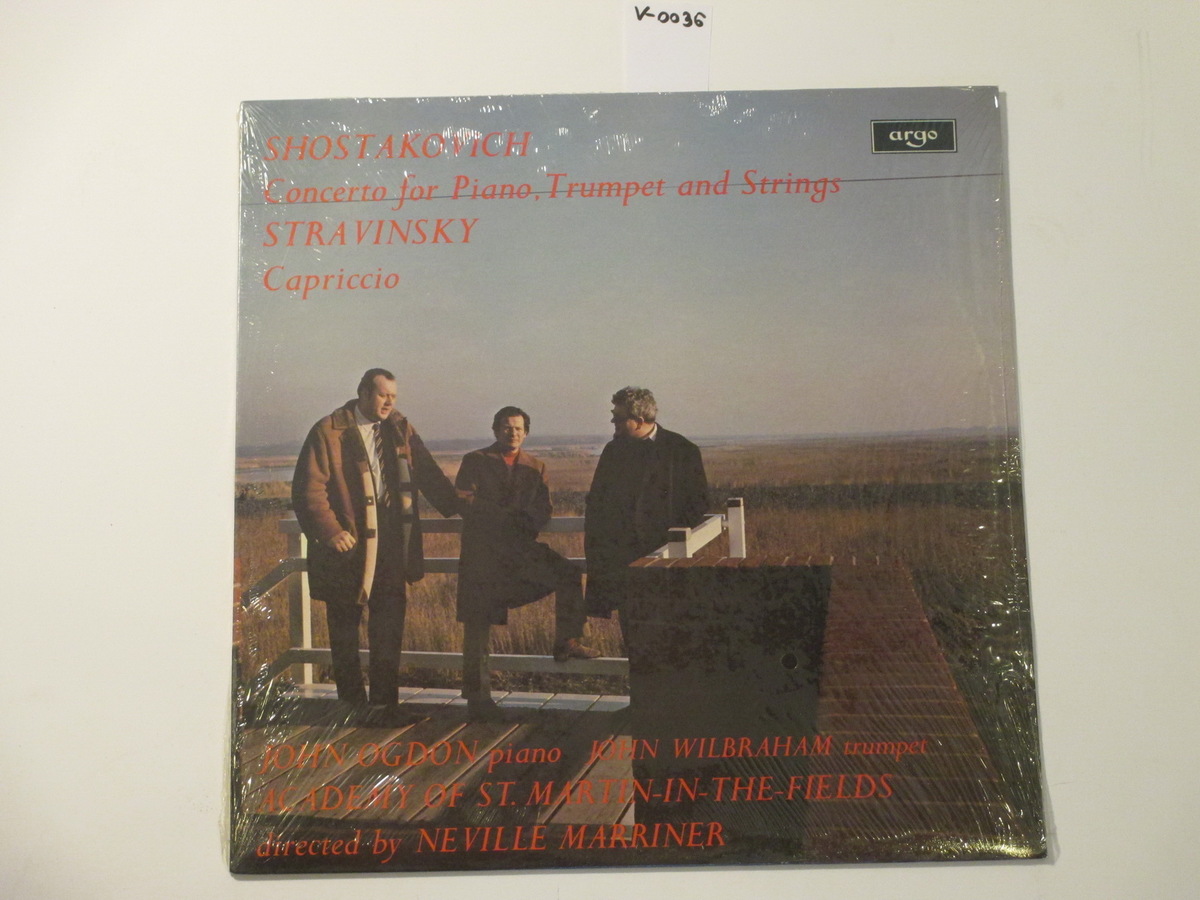 V-0036
argo
SHOSTAKOViCH
Concerto for Piano, Trumpet and Strings
STRAVINSKY
Capriccio
JOHN OGDON piano JOHN WILBRAHAM trumpet
ACADEMY OF ST. MARTIN-IN-THE-FIELDS
directed by NEVILLE MARRINER